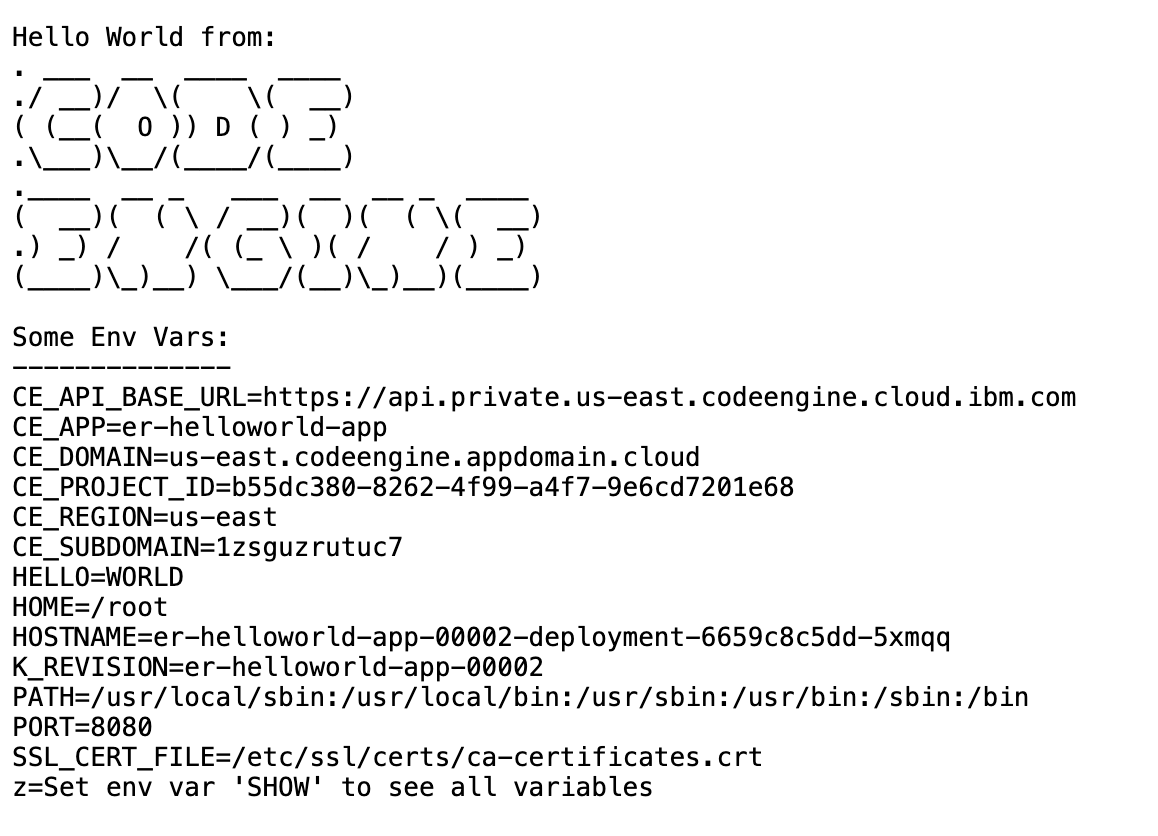 Hello World from:
. ___  __  ____  ____
./ __)/  \(    \(  __)
( (__(  O )) D ( ) _)
.\___)\__/(____/(____)
.____  __ _   ___  __  __ _  ____
(  __)(  ( \ / __)(  )(  ( \(  __)
.) _) /    /( (_ \ )( /    / ) _)
(____)\_)__) \___/(__)\_)__)(____)

Some Env Vars:
--------------
CE_API_BASE_URL=https://api.private.us-east.codeengine.cloud.ibm.com
CE_APP=er-helloworld-app
CE_DOMAIN=us-east.codeengine.appdomain.cloud
CE_PROJECT_ID=b55dc380-8262-4f99-a4f7-9e6cd7201e68
CE_REGION=us-east
CE_SUBDOMAIN=1zsguzrutuc7
HELLO=WORLD
HOME=/root
HOSTNAME=er-helloworld-app-00002-deployment-6659c8c5dd-5xmqq
K_REVISION=er-helloworld-app-00002
PATH=/usr/local/sbin:/usr/local/bin:/usr/sbin:/usr/bin:/sbin:/bin
PORT=8080
SSL_CERT_FILE=/etc/ssl/certs/ca-certificates.crt
z=Set env var 'SHOW' to see all variables